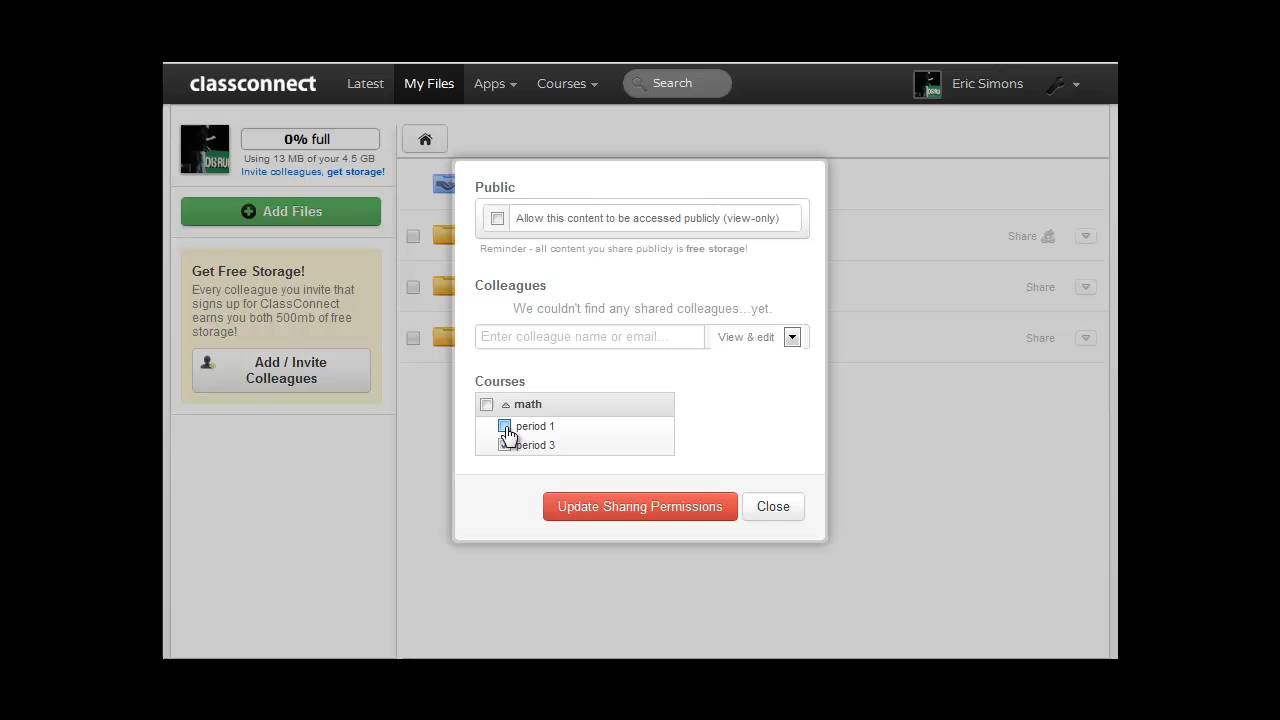 classconnect
Latest
My Files
Apps
Courses
Search
Eric Simons
0% full
Using 13 MB of your 4.5 GB
Invite colleagues, get storage!
Add Files
Get Free Storage!
Every colleague you invite that
signs up for ClassConnect
earns you both 500mb of free
storage!
Add / Invite
Colleagues
Share
Share
Share
Public
Allow this content to be accessed publicly (view-only)
Reminder - all content you share publicly is free storage!
Colleagues
We couldn't find any shared colleagues...yet.
Enter colleague name or email...
View & edit
Courses
math
period 1
period 3
Update Sharing Permissions
Close